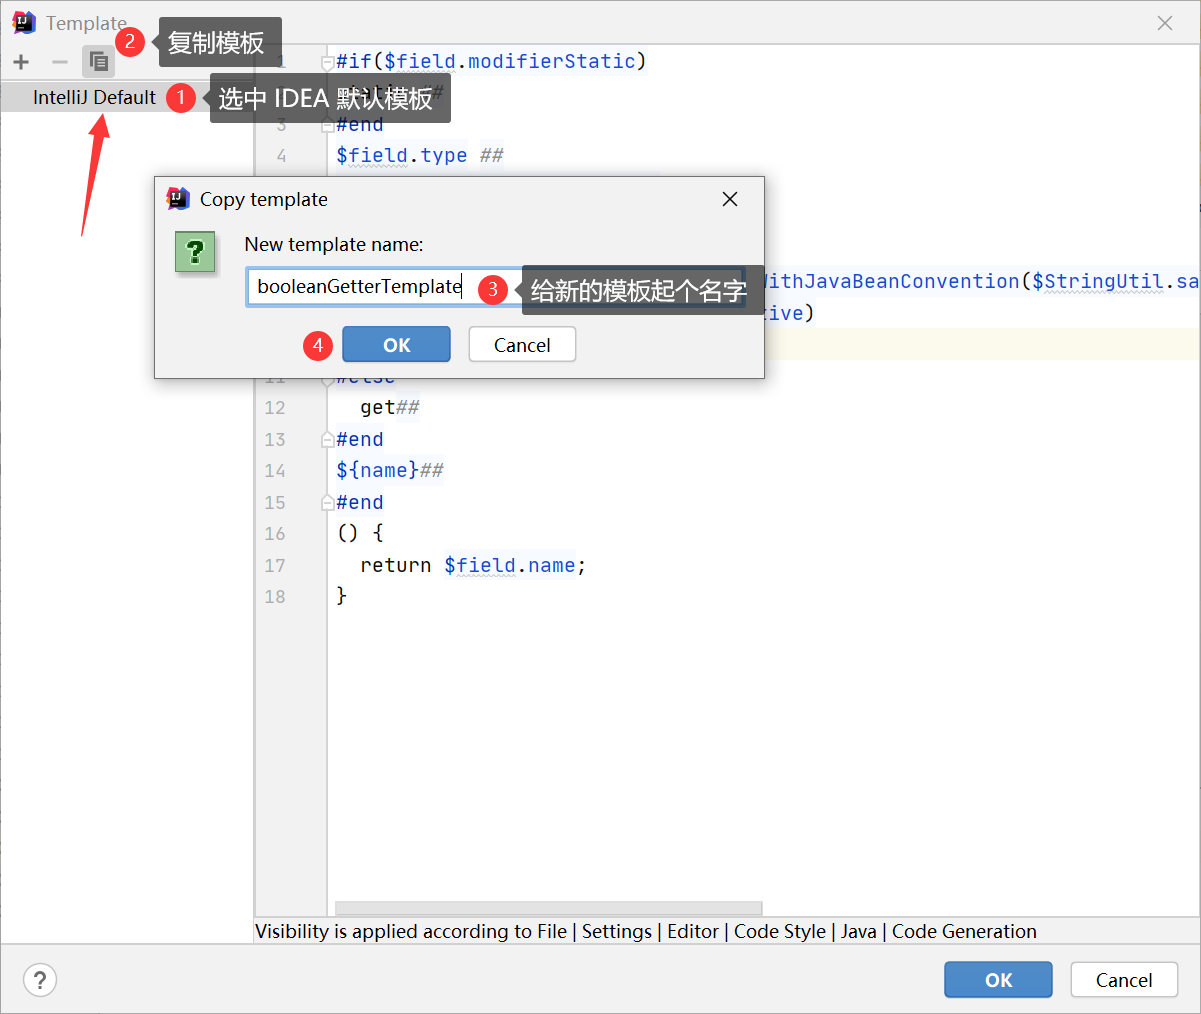 Template
2 复制模板
IntelliJ Default
1 选中 IDEA 默认模板
1 #if($field.modifierStatic)
##
3 #end
4 $field.type ##
Copy template
New template name:
booleanGetterTemplate
3 给新的模板起个名字
4 OK Cancel
WithJavaBeanConvention($StringUtil.sa
ive)
11 #else
12 get##
13 #end
14 ${name}##
15 #end
16 () {
17 return $field.name;
18 }
Visibility is applied according to File | Settings | Editor | Code Style | Java | Code Generation
? OK Cancel